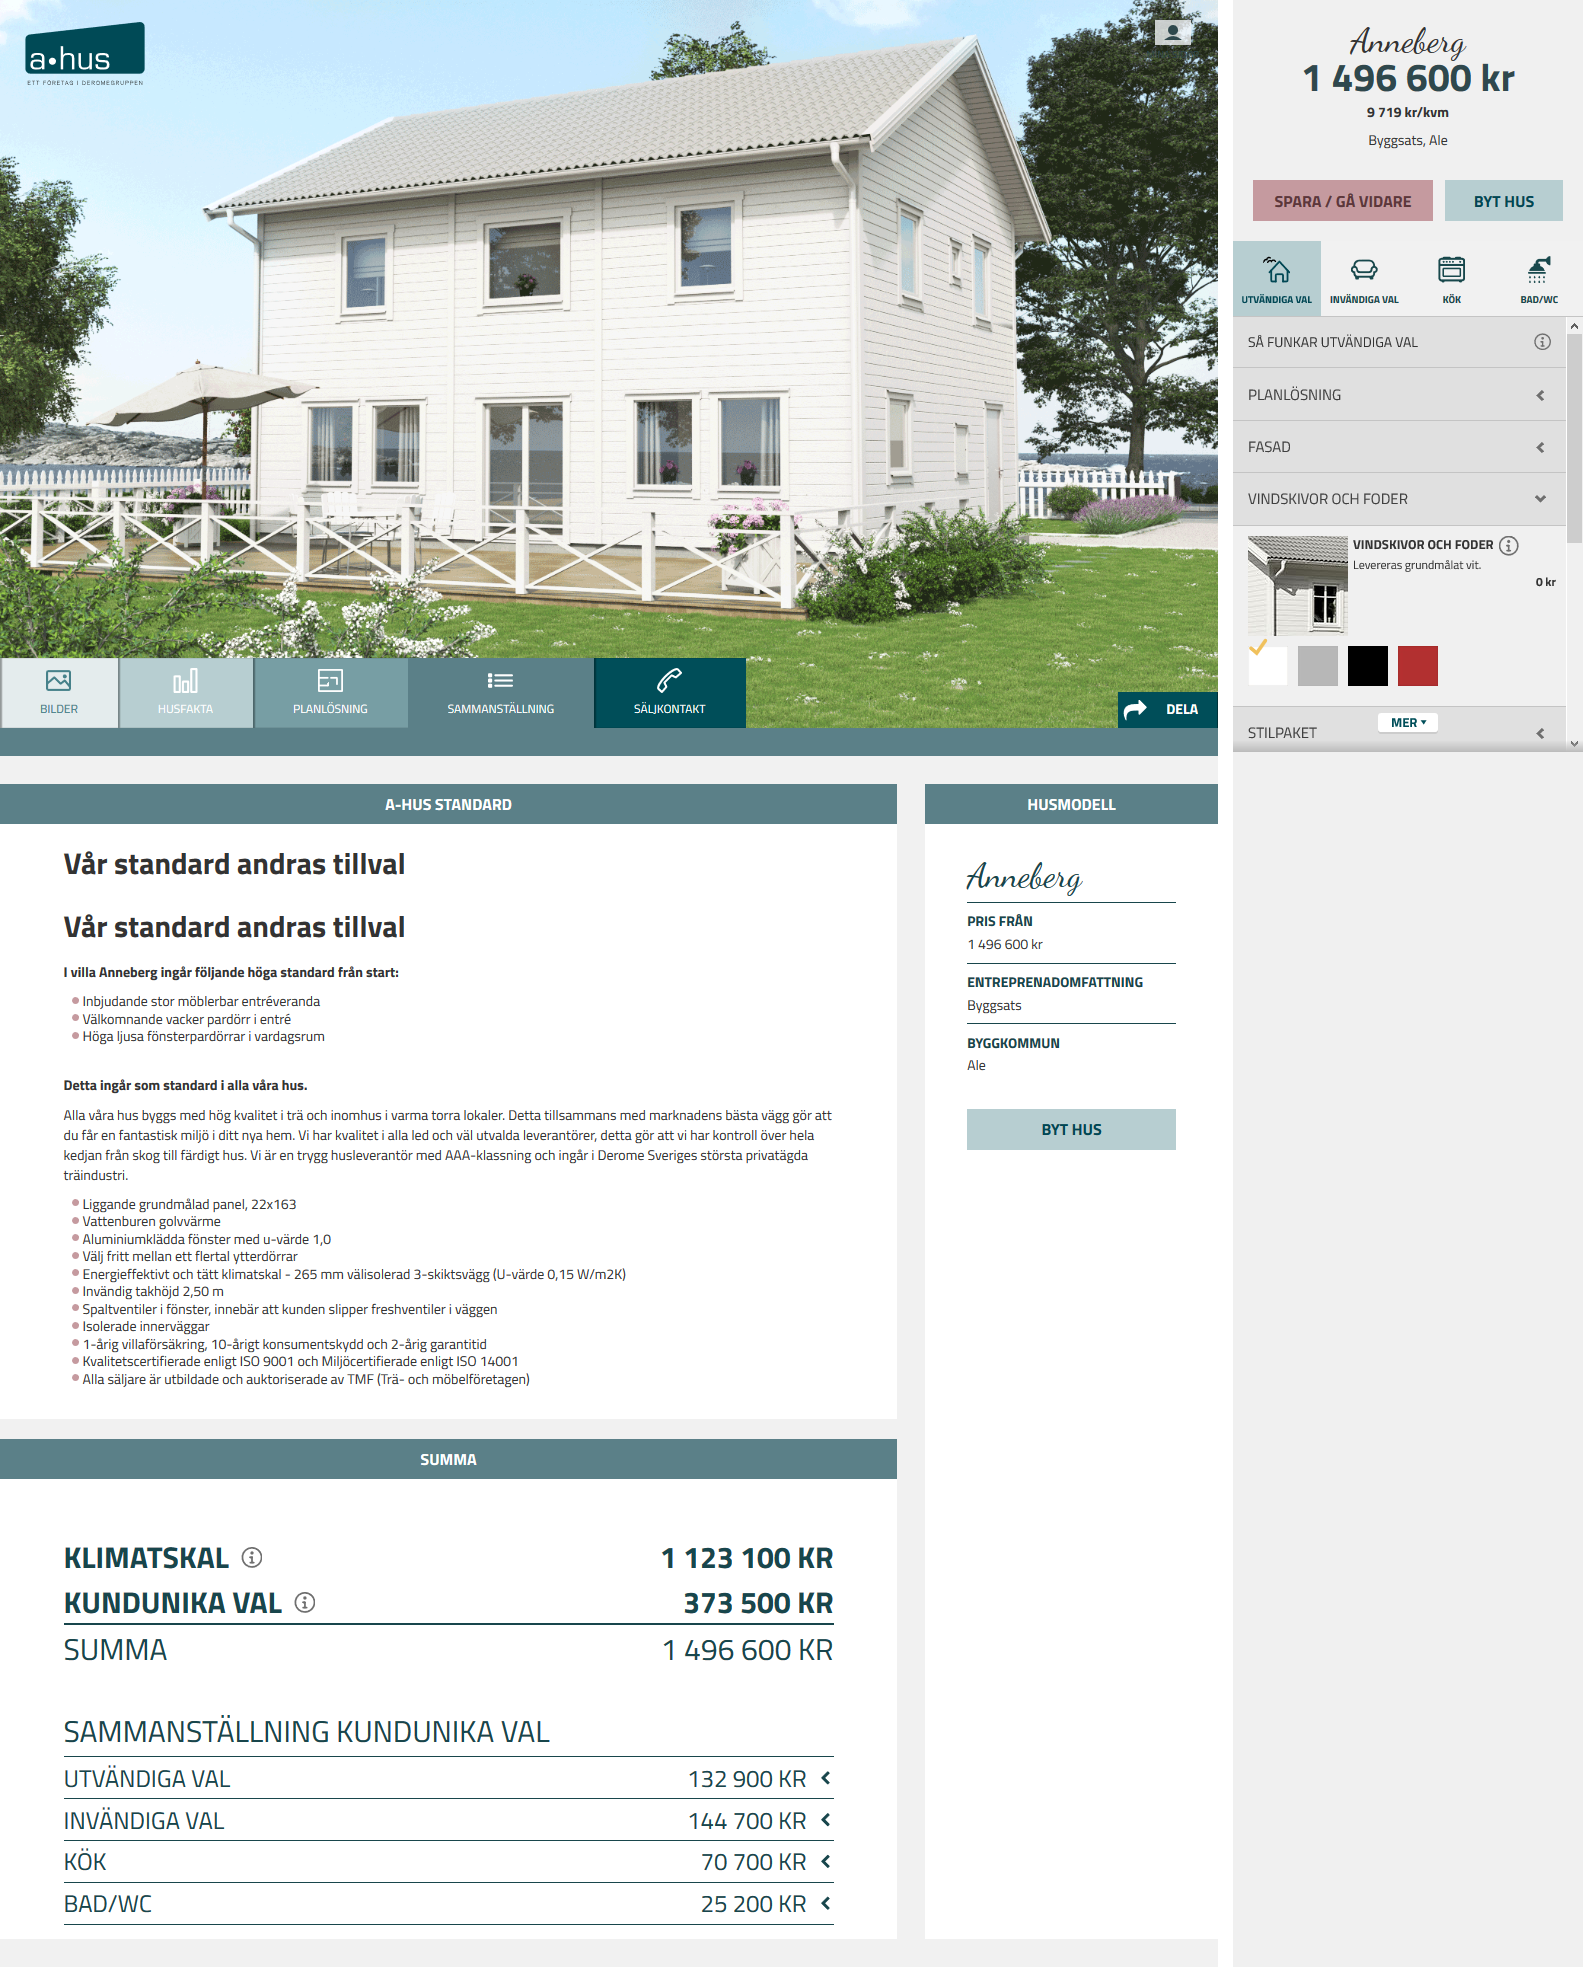 a•hus
ETT FÖRETAG I DEROMEGRUPPEN
Anneberg
1 496 600 kr
9 719 kr/kvm
Byggsats, Ale
SPARA / GÅ VIDARE
BYT HUS
UTVÄNDIGA VAL
INVÄNDIGA VAL
KÖK
BAD/WC
SÅ FUNKAR UTVÄNDIGA VAL
PLANLÖSNING
FASAD
VINDSKIVOR OCH FODER
VINDSKIVOR OCH FODER
Levereras grundmålat vit.
0 kr
STILPAKET
MER
BILDER
HUSFAKTA
PLANLÖSNING
SAMMANSTÄLLNING
SÄLJKONTAKT
DELA
A-HUS STANDARD
Vår standard andras tillval
Vår standard andras tillval
I villa Anneberg ingår följande höga standard från start:
Inbjudande stor möblerbar entréveranda
Välkomnande vacker pardörr i entré
Höga ljusa fönsterpardörrar i vardagsrum
Detta ingår som standard i alla våra hus.
Alla våra hus byggs med hög kvalitet i trä och inomhus i varma torra lokaler. Detta tillsammans med marknadens bästa vägg gör att
du får en fantastisk miljö i ditt nya hem. Vi har kvalitet i alla led och väl utvalda leverantörer, detta gör att vi har kontroll över hela
kedjan från skog till färdigt hus. Vi är en trygg husleverantör med AAA-klassning och ingår i Derome Sveriges största privatägda
träindustri.
Liggande grundmålad panel, 22x163
Vattenburen golvvärme
Aluminiumklädda fönster med u-värde 1,0
Välj fritt mellan ett flertal ytterdörrar
Energieffektivt och tätt klimatskal - 265 mm välisolerad 3-skiktsvägg (U-värde 0,15 W/m2K)
Invändig takhöjd 2,50 m
Spaltventiler i fönster, innebär att kunden slipper freshventiler i väggen
Isolerade innerväggar
1-årig villaförsäkring, 10-årigt konsumentskydd och 2-årig garantitid
Kvalitetscertifierade enligt ISO 9001 och Miljöcertifierade enligt ISO 14001
Alla säljare är utbildade och auktoriserade av TMF (Trä- och möbelföretagen)
HUSMODELL
Anneberg
PRIS FRÅN
1 496 600 kr
ENTREPRENADOMFATTNING
Byggsats
BYGGKOMMUN
Ale
BYT HUS
SUMMA
KLIMATSKAL 1 123 100 KR
KUNDUNIKA VAL 373 500 KR
SUMMA 1 496 600 KR
SAMMANSTÄLLNING KUNDUNIKA VAL
UTVÄNDIGA VAL 132 900 KR
INVÄNDIGA VAL 144 700 KR
KÖK 70 700 KR
BAD/WC 25 200 KR